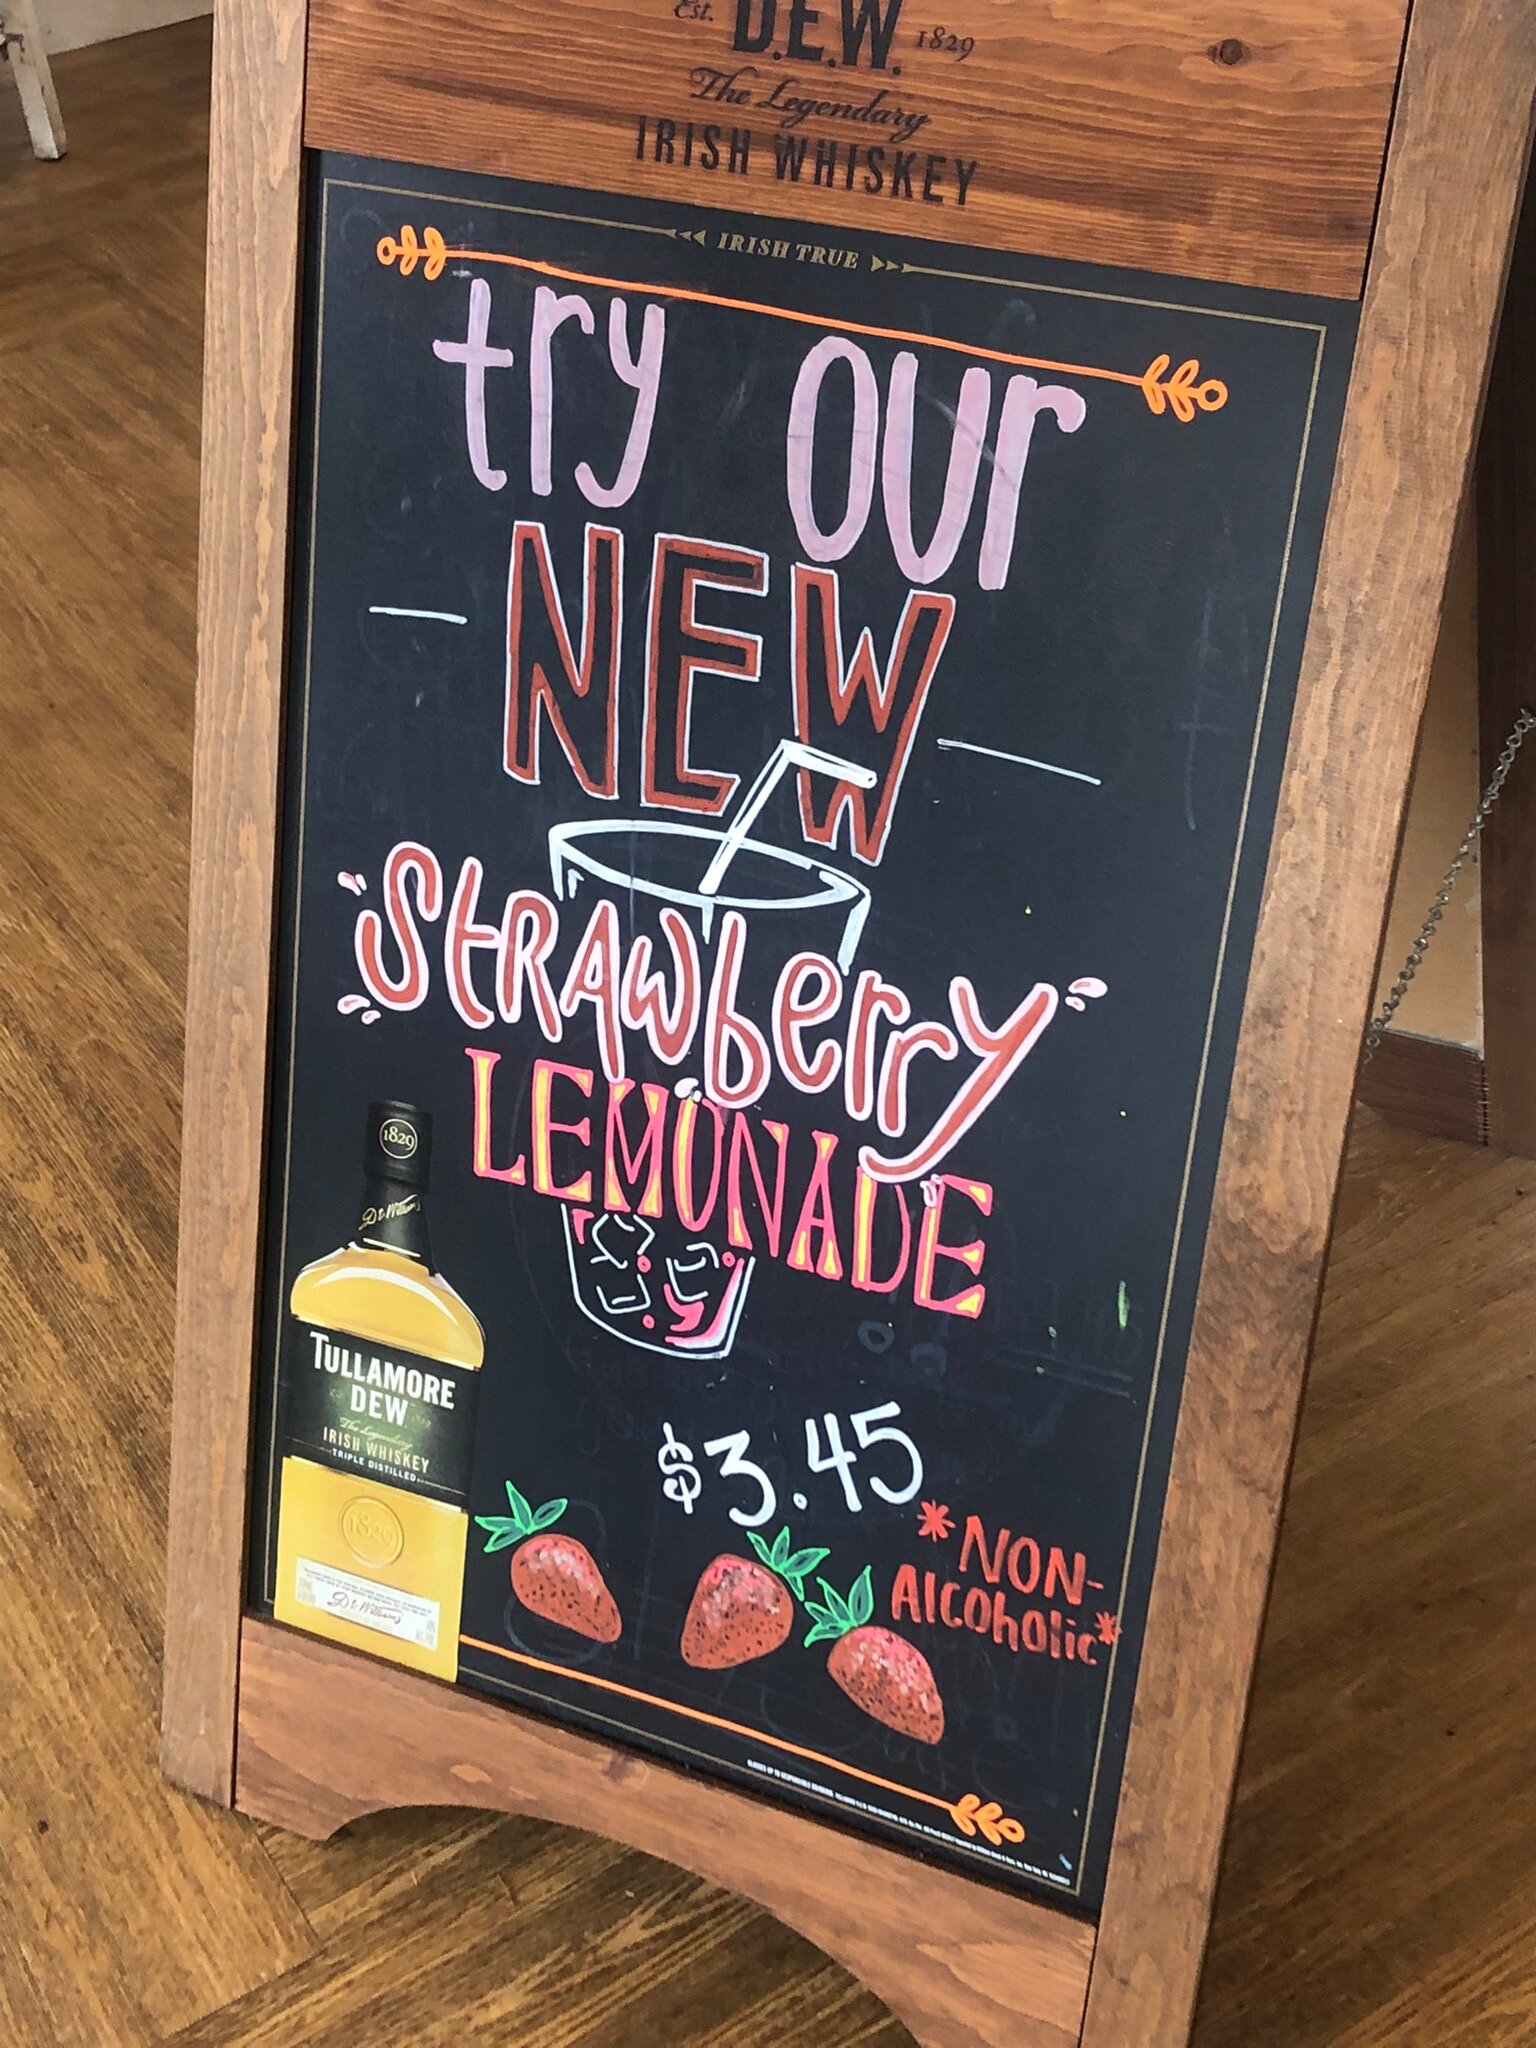 Est. D.E.W. 1829
The Legendary
IRISH WHISKEY
IRISH TRUE
try our
NEW
StRAwberry
LEMONADE
1829
TULLAMORE
DEW
The Legendary
IRISH WHISKEY
TRIPLE DISTILLED
1829
$3.45
*NON-
Alcoholic*